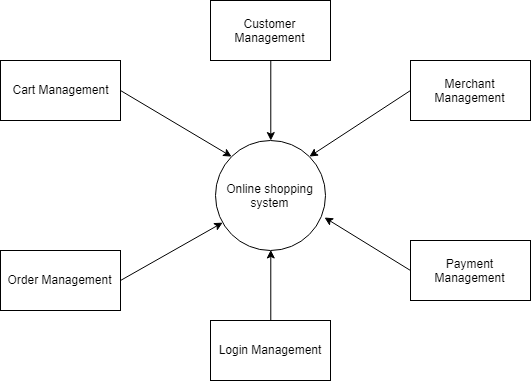 Customer
Management
Cart Management
Merchant
Management
Online shopping
system
Order Management
Payment
Management
Login Management